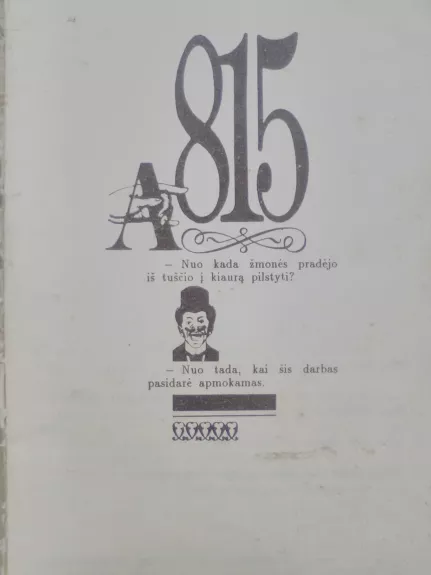 A815
– Nuo kada žmonės pradėjo
iš tuščio į kiaurą pilstyti?
– Nuo tada, kai šis darbas
pasidarė apmokamas.